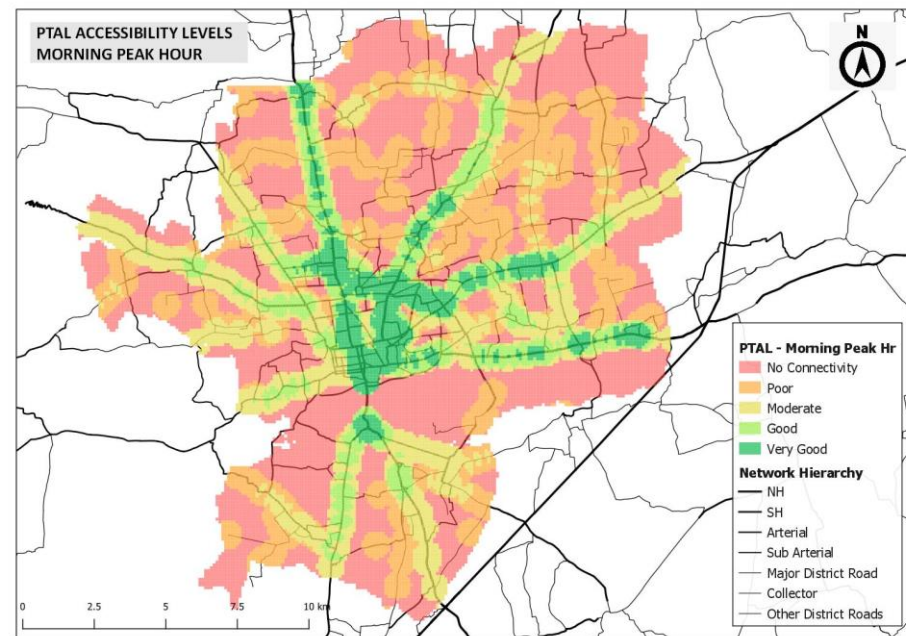 PTAL ACCESSIBILITY LEVELS
MORNING PEAK HOUR
N
PTAL - Morning Peak Hr
No Connectivity
Poor
Moderate
Good
Very Good
Network Hierarchy
NH
SH
Arterial
Sub Arterial
Major District Road
Collector
Other District Roads
0 2.5 5 7.5 10 km